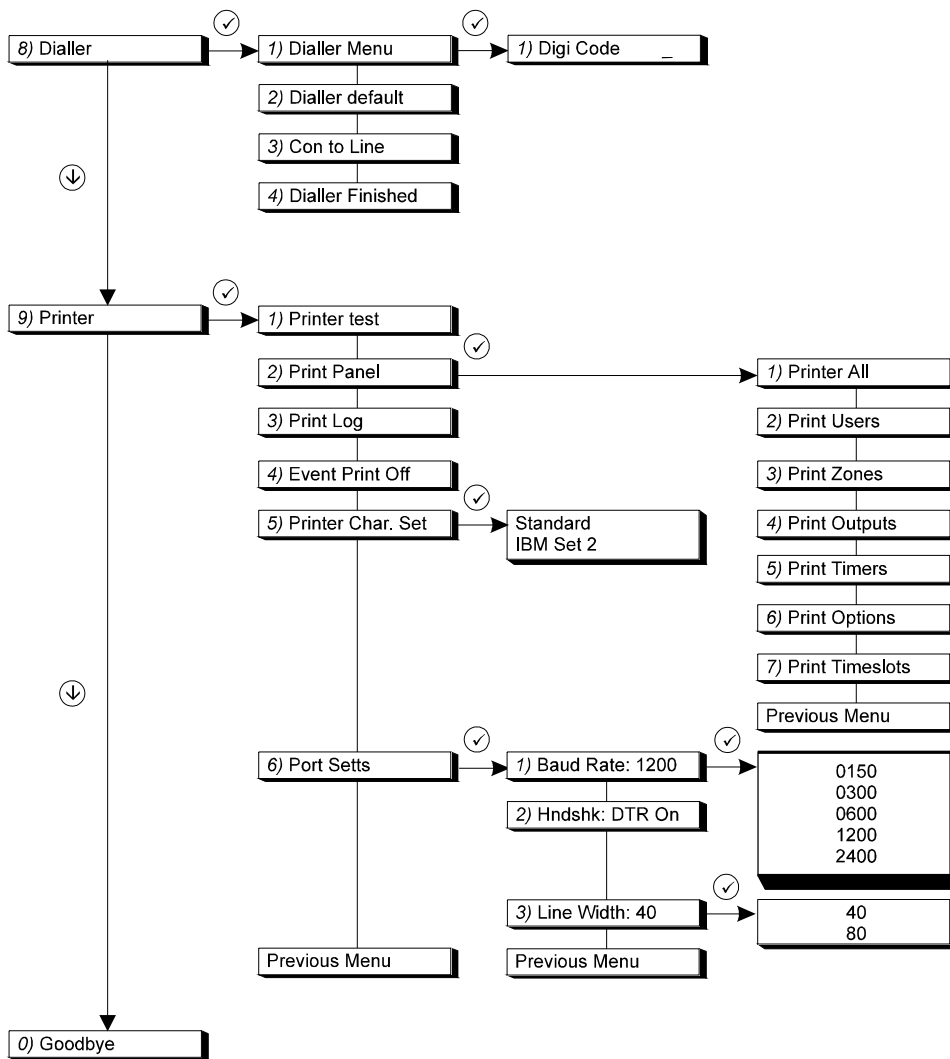 8) Dialler
1) Dialler Menu
1) Digi Code _
2) Dialler default
3) Con to Line
4) Dialler Finished
9) Printer
1) Printer test
2) Print Panel
1) Printer All
2) Print Users
3) Print Log
3) Print Zones
4) Event Print Off
5) Printer Char. Set
Standard
IBM Set 2
4) Print Outputs
5) Print Timers
6) Print Options
7) Print Timeslots
Previous Menu
6) Port Setts
1) Baud Rate: 1200
0150
0300
0600
1200
2400
2) Hndshk: DTR On
3) Line Width: 40
40
80
Previous Menu
Previous Menu
0) Goodbye